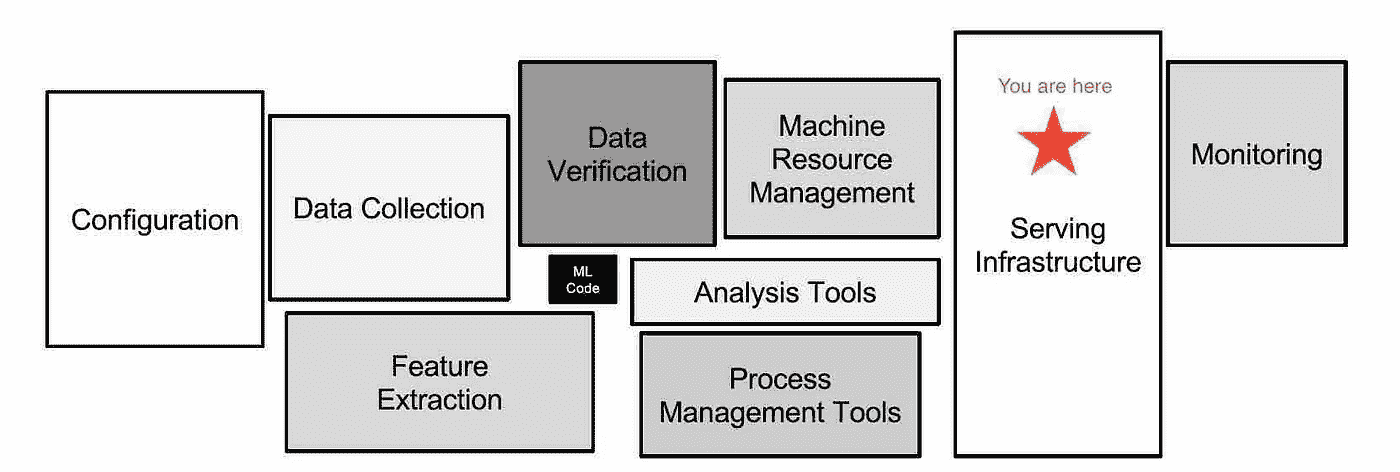 Configuration
Data Collection
Data
Verification
Machine
Resource
Management
You are here
Serving
Infrastructure
Monitoring
ML
Code
Analysis Tools
Feature
Extraction
Process
Management Tools